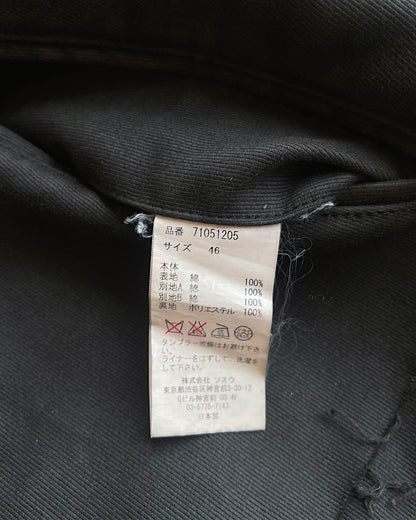 品番 71051205
サイズ 46
本体
表地 綿 100%
別地A 綿 100%
別地B 綿 100%
裏地 ポリエステル 100%
タンブラー乾燥はお避け下さ
い。
ライナーをはずして、洗濯を
して下さい。
株式会社 ソスウ
東京都渋谷区神宮前3-36-1
Gビル神宮前 03 4F
03-5775-7143
日本製